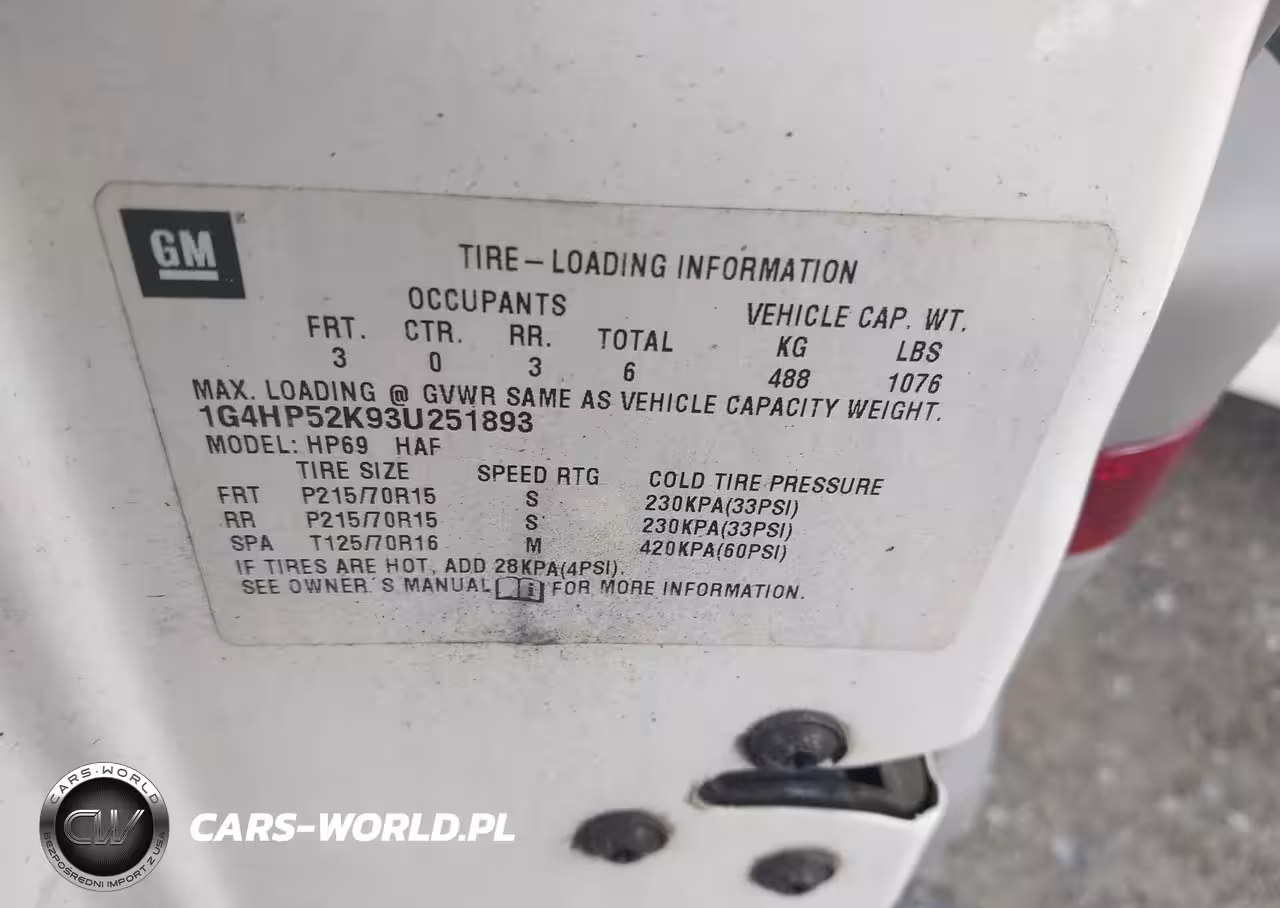 GM
TIRE-LOADING INFORMATION
OCCUPANTS VEHICLE CAP. WT.
FRT. CTR. RR. TOTAL KG LBS
3 0 3 6 488 1076
MAX. LOADING @ GVWR SAME AS VEHICLE CAPACITY WEIGHT.
1G4HP52K93U251893
MODEL: HP69 HAF
TIRE SIZE SPEED RTG COLD TIRE PRESSURE
FRT P215/70R15 S 230KPA(33PSI)
RR P215/70R15 S 230KPA(33PSI)
SPA T125/70R16 M 420KPA(60PSI)
IF TIRES ARE HOT, ADD 28KPA(4PSI).
SEE OWNER'S MANUAL FOR MORE INFORMATION.
CARS-WORLD
CW
BEZPOŚREDNI IMPORT Z USA
CARS-WORLD.PL